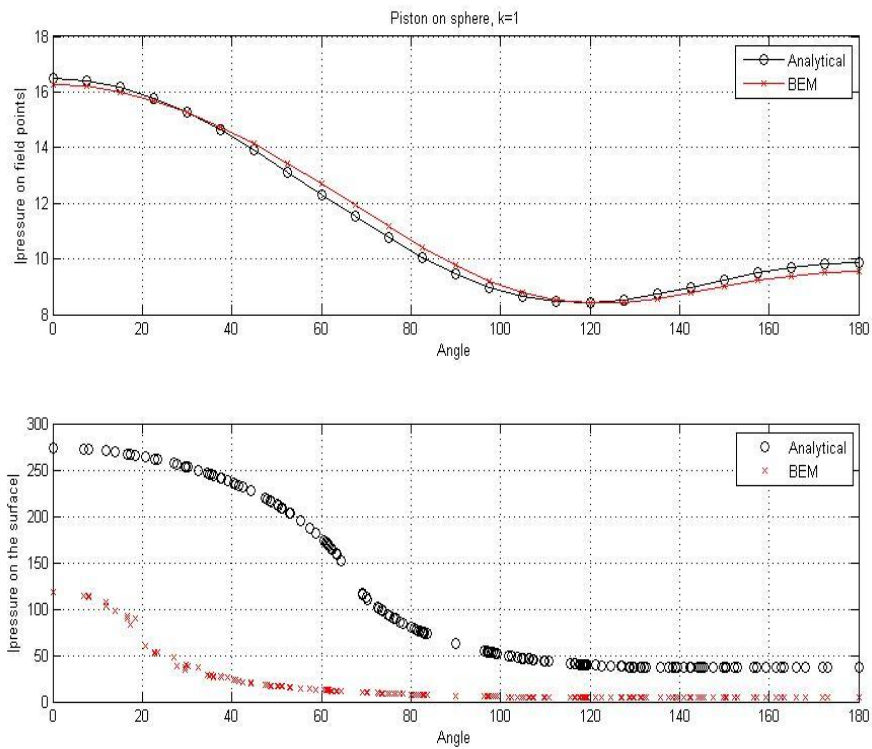 Piston on sphere, k=1
18
16
14
12
10
8
|pressure on field points|
Analytical
BEM
0 20 40 60 80 100 120 140 160 180
Angle
300
250
200
150
100
50
0
|pressure on the surface|
Analytical
BEM
0 20 40 60 80 100 120 140 160 180
Angle